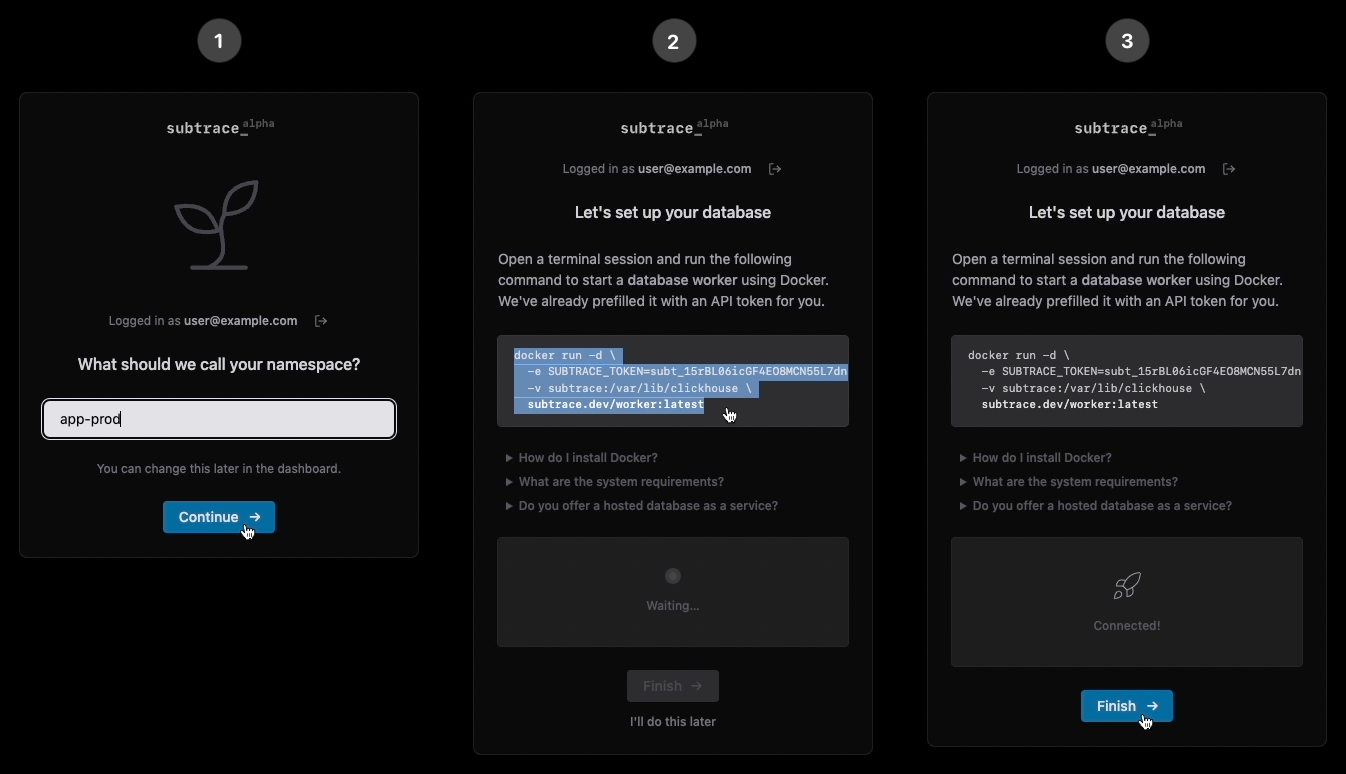 1
subtrace_alpha
Logged in as user@example.com
What should we call your namespace?
app-prod
You can change this later in the dashboard.
Continue →
2
subtrace_alpha
Logged in as user@example.com
Let's set up your database
Open a terminal session and run the following
command to start a database worker using Docker.
We've already prefilled it with an API token for you.
docker run -d \
-e SUBTRACE_TOKEN=subt_15rBL06icGF4EO8MCN55L7dn
-v subtrace:/var/lib/clickhouse \
subtrace.dev/worker:latest
▶ How do I install Docker?
▶ What are the system requirements?
▶ Do you offer a hosted database as a service?
Waiting...
Finish →
I'll do this later
3
subtrace_alpha
Logged in as user@example.com
Let's set up your database
Open a terminal session and run the following
command to start a database worker using Docker.
We've already prefilled it with an API token for you.
docker run -d \
-e SUBTRACE_TOKEN=subt_15rBL06icGF4EO8MCN55L7dn
-v subtrace:/var/lib/clickhouse \
subtrace.dev/worker:latest
▶ How do I install Docker?
▶ What are the system requirements?
▶ Do you offer a hosted database as a service?
Connected!
Finish →